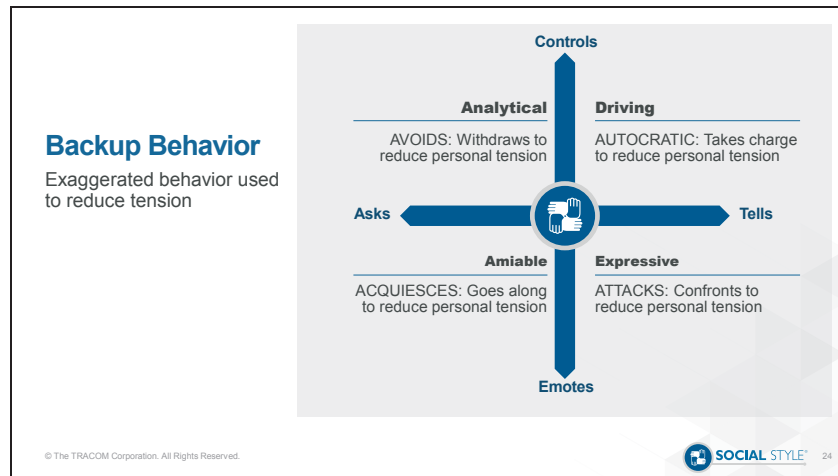 Backup Behavior
Exaggerated behavior used
to reduce tension
Controls
Analytical
AVOIDS: Withdraws to
reduce personal tension
Driving
AUTOCRATIC: Takes charge
to reduce personal tension
Asks
Tells
Amiable
ACQUIESCES: Goes along
to reduce personal tension
Expressive
ATTACKS: Confronts to
reduce personal tension
Emotes
© The TRACOM Corporation. All Rights Reserved.
SOCIAL STYLE®
24